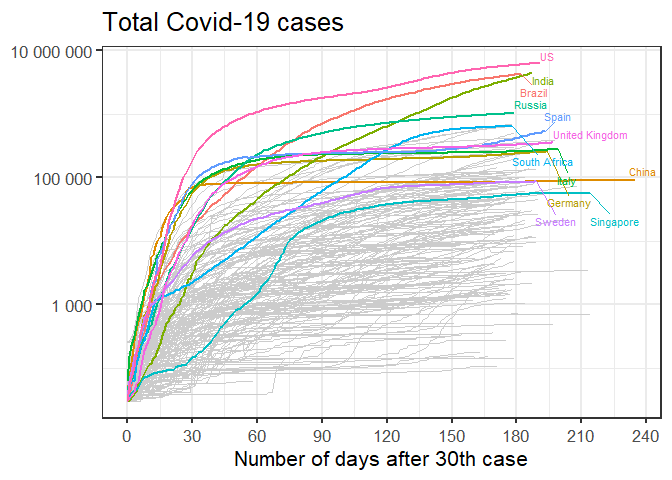 Total Covid-19 cases
10 000 000
100 000
1 000
US
India
Brazil
Russia
Spain
United Kingdom
South Africa
China
Italy
Germany
Sweden
Singapore
0 30 60 90 120 150 180 210 240
Number of days after 30th case